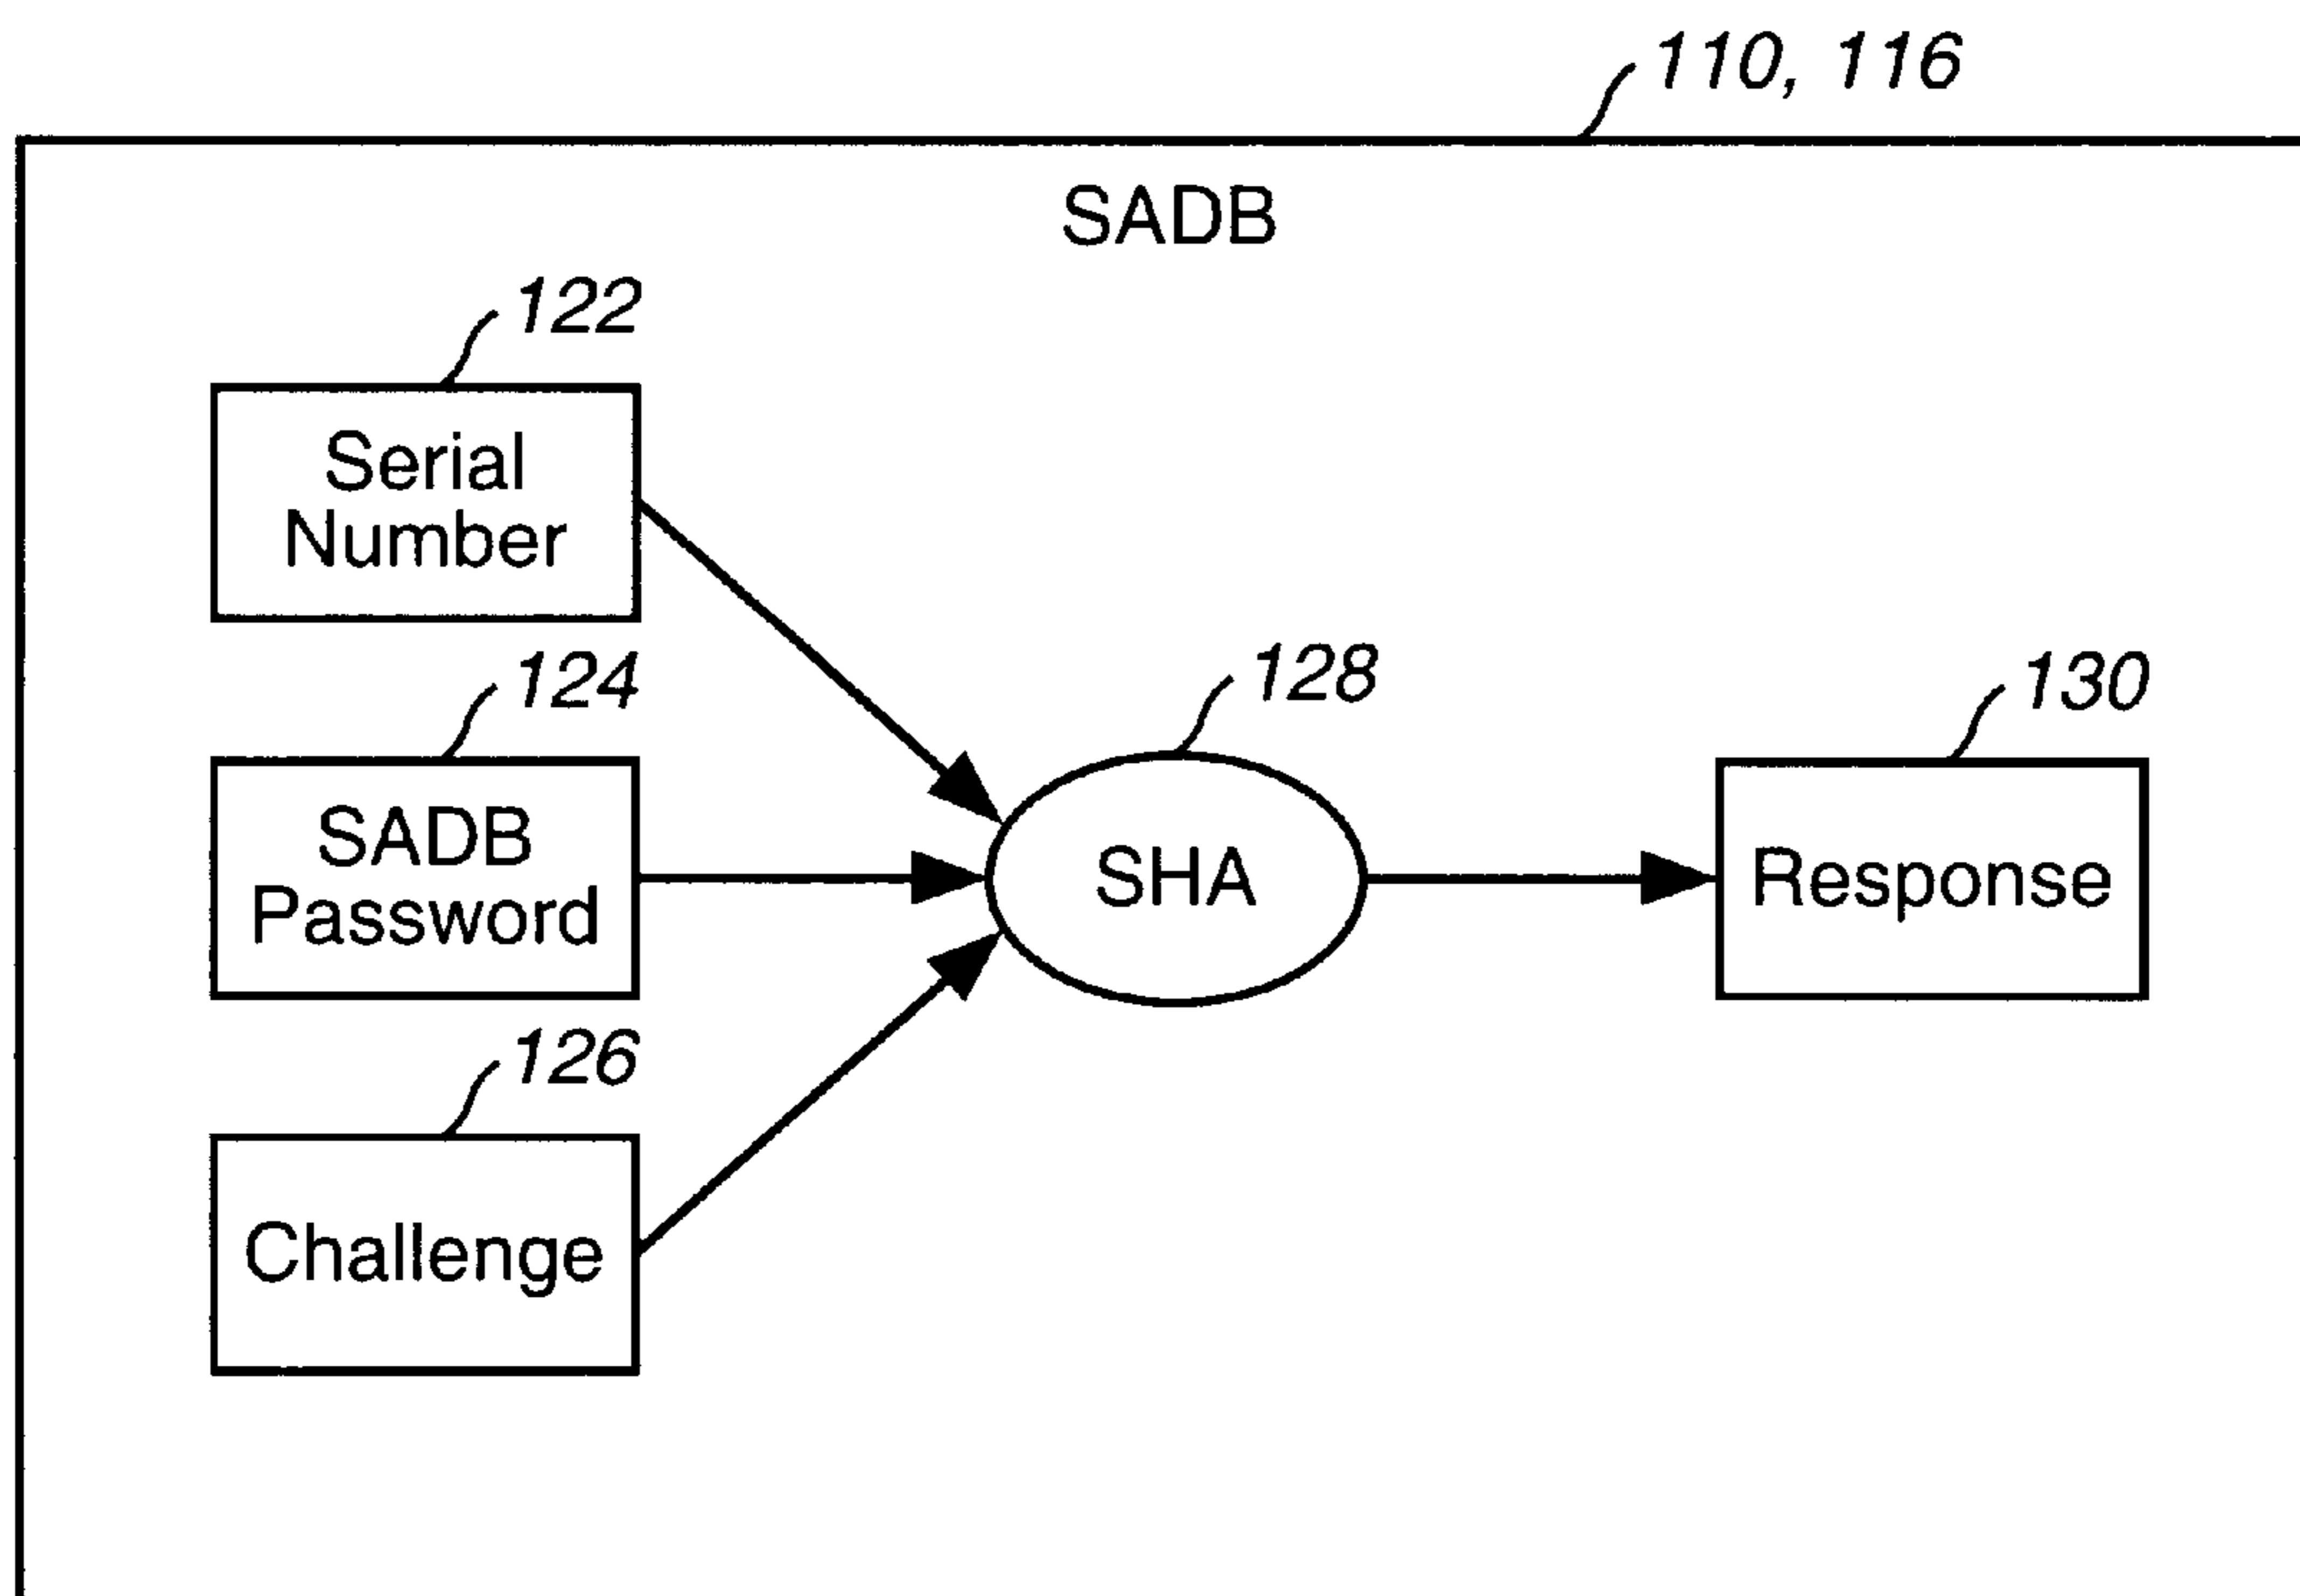 110, 116
SADB
122
Serial
Number
124
SADB
Password
128
SHA
130
Response
126
Challenge